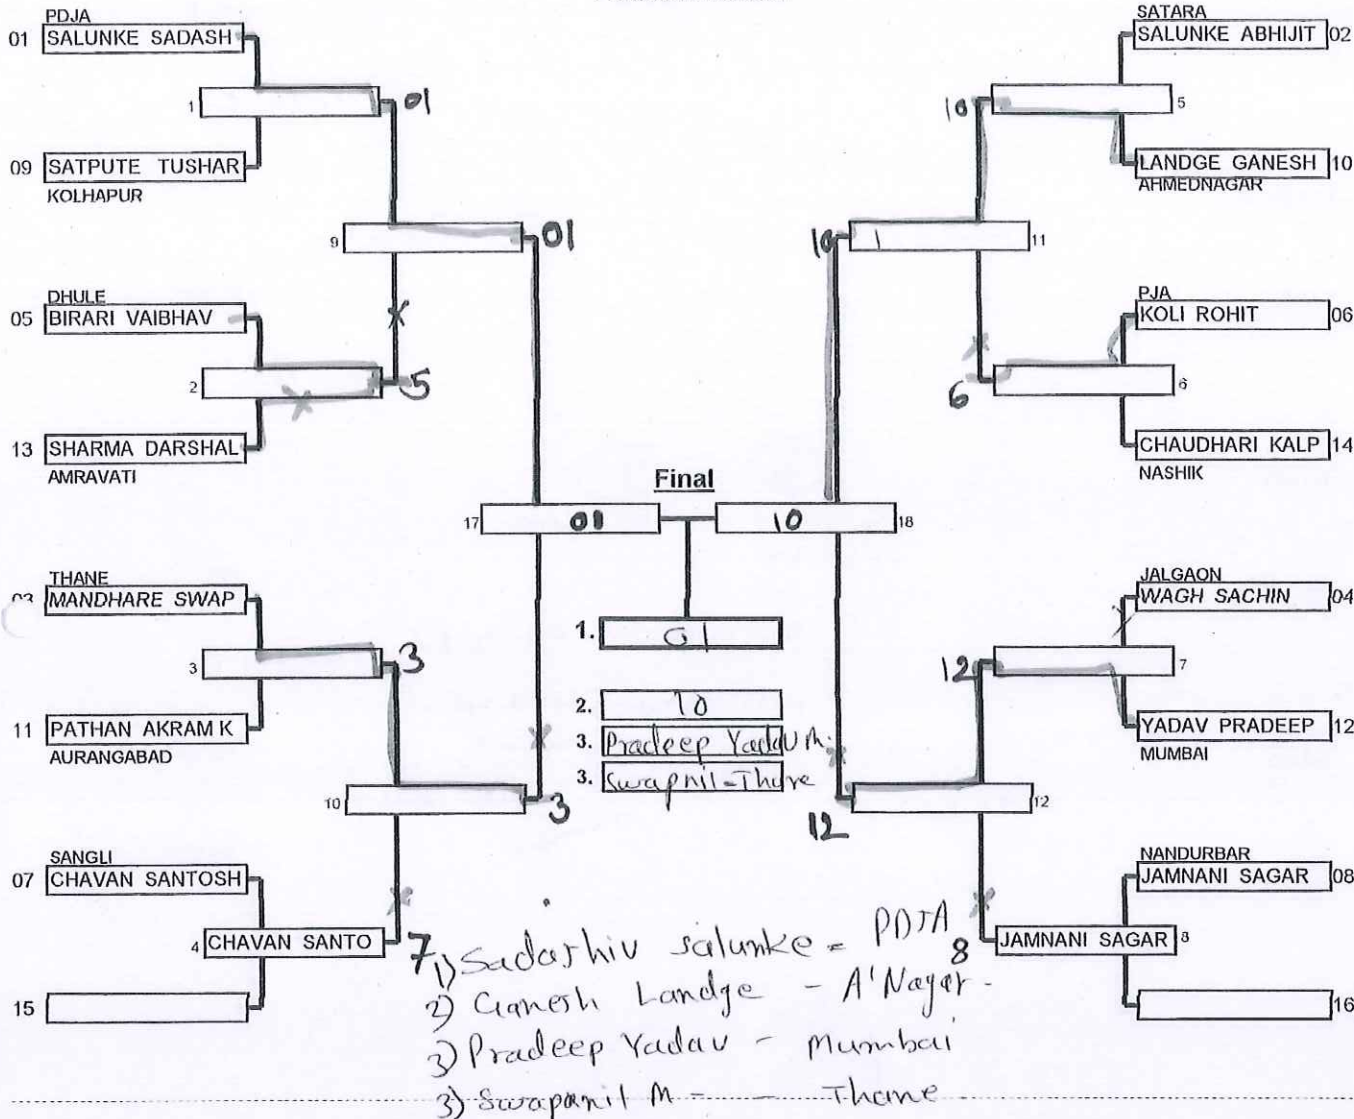 PDJA
01 SALUNKE SADASH
1 01
09 SATPUTE TUSHAR
KOLHAPUR
9 01
DHULE
05 BIRARI VAIBHAV
2 5
13 SHARMA DARSHAL
AMRAVATI
THANE
03 MANDHARE SWAP
3 3
11 PATHAN AKRAM K
AURANGABAD
10 3
SANGLI
07 CHAVAN SANTOSH
4 CHAVAN SANTO 7
15
Final
17 01 10 18
1. 01
2. 10
3. Pradeep Yadav M.
3. Swapnil-Thane
SATARA
SALUNKE ABHIJIT 02
10 5
LANDGE GANESH 10
AHMEDNAGAR
10 11
PJA
KOLI ROHIT 06
6 6
CHAUDHARI KALP 14
NASHIK
JALGAON
WAGH SACHIN 04
12 7
YADAV PRADEEP 12
MUMBAI
12 12
NANDURBAR
JAMNANI SAGAR 08
8 JAMNANI SAGAR 8
16
1) Sadashiv salunke = PDJA
2) Ganesh Landge - A'Nagar -
3) Pradeep Yadav - Mumbai
3) Swapanil M - - Thane